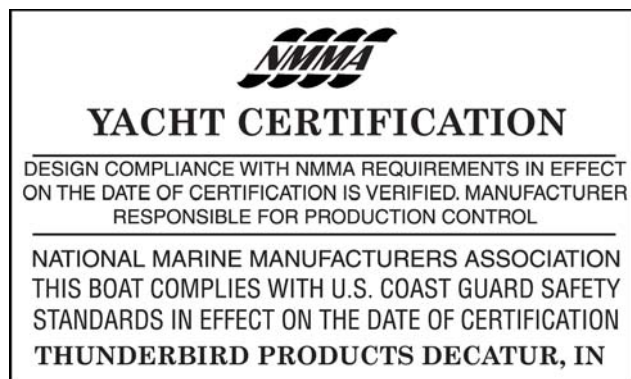 NMMA
YACHT CERTIFICATION
DESIGN COMPLIANCE WITH NMMA REQUIREMENTS IN EFFECT
ON THE DATE OF CERTIFICATION IS VERIFIED. MANUFACTURER
RESPONSIBLE FOR PRODUCTION CONTROL
NATIONAL MARINE MANUFACTURERS ASSOCIATION
THIS BOAT COMPLIES WITH U.S. COAST GUARD SAFETY
STANDARDS IN EFFECT ON THE DATE OF CERTIFICATION
THUNDERBIRD PRODUCTS DECATUR, IN